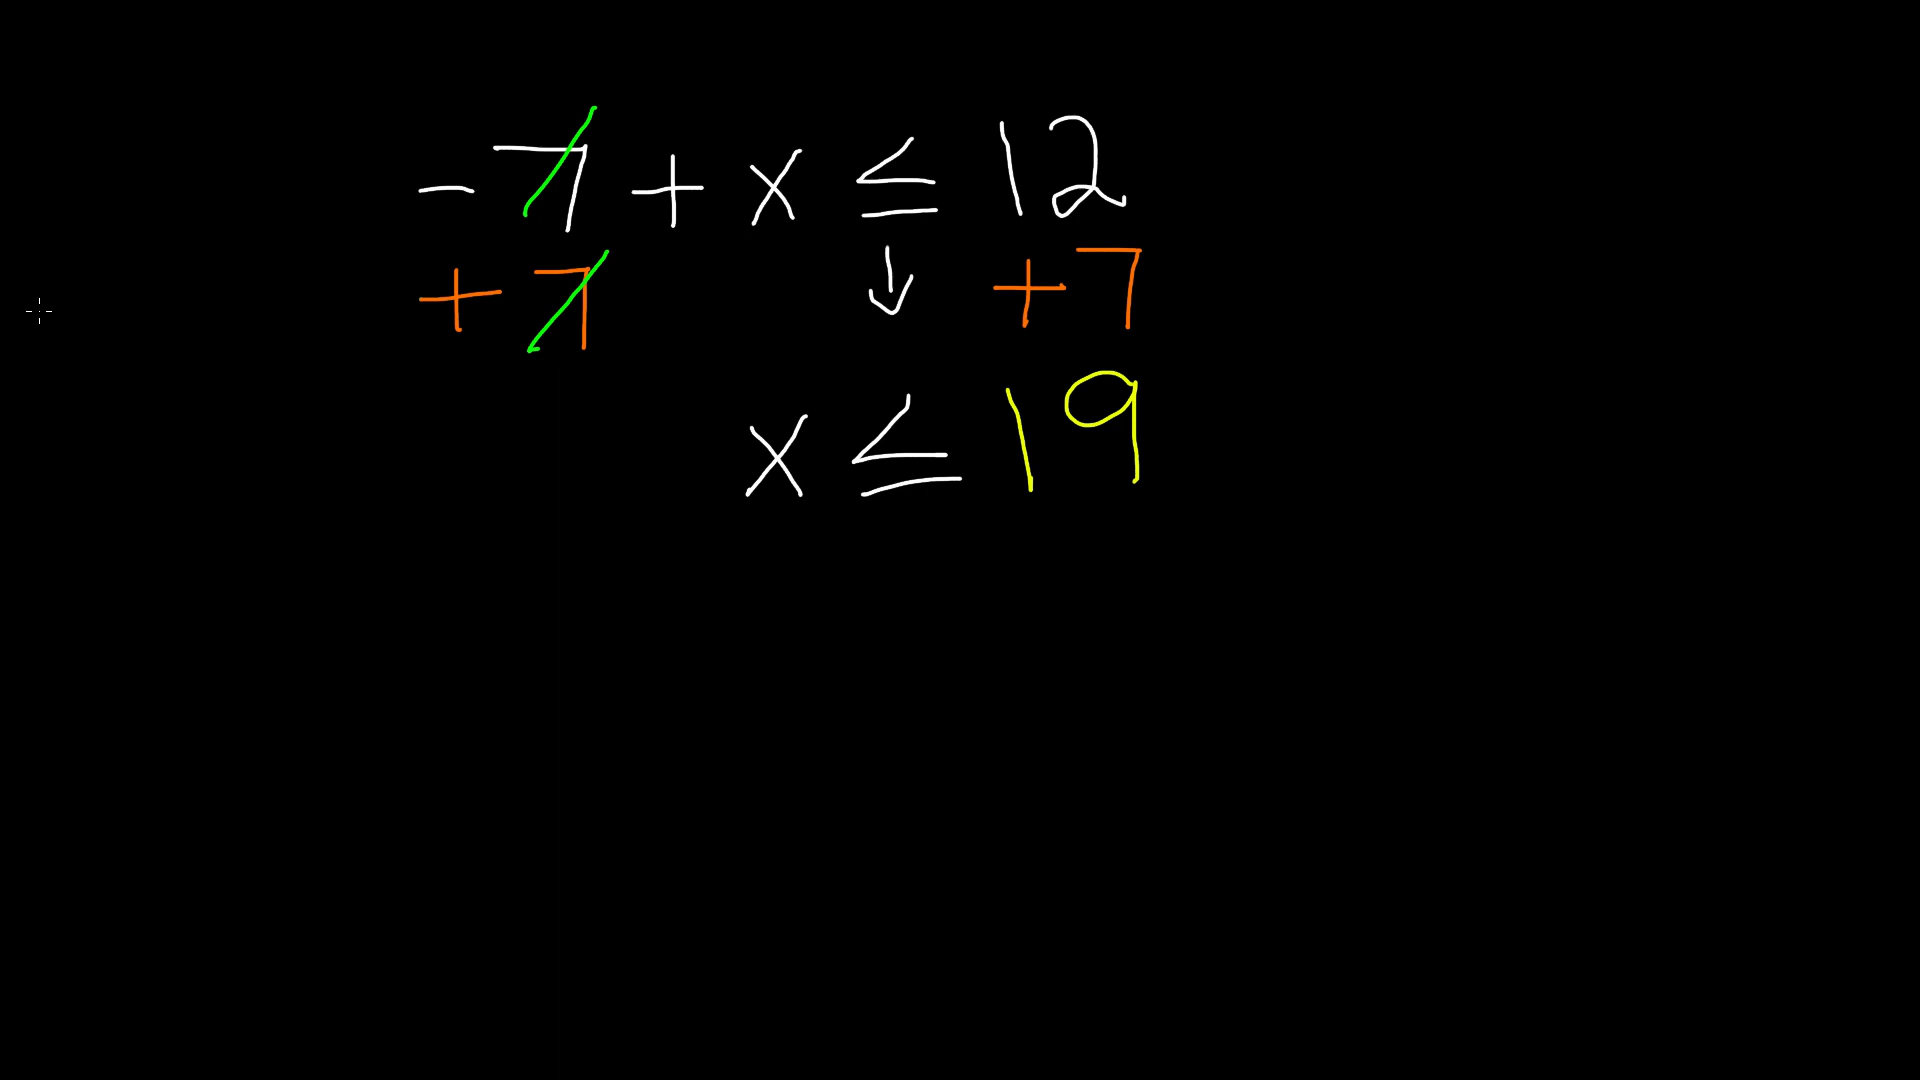 -7 + x ≤ 12
+7 ↓ +7
x ≤ 19